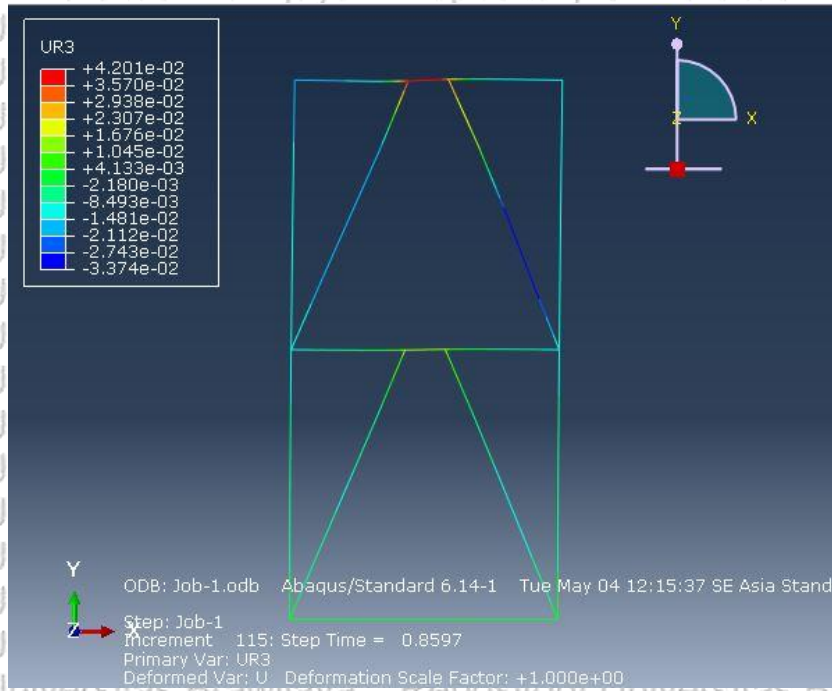 UR3
+4.201e-02
+3.570e-02
+2.938e-02
+2.307e-02
+1.676e-02
+1.045e-02
+4.133e-03
-2.180e-03
-8.493e-03
-1.481e-02
-2.112e-02
-2.743e-02
-3.374e-02
Y
Z X
Y
Z X
ODB: Job-1.odb Abaqus/Standard 6.14-1 Tue May 04 12:15:37 SE Asia Stand
Step: Job-1
Increment 115: Step Time = 0.8597
Primary Var: UR3
Deformed Var: U Deformation Scale Factor: +1.000e+00